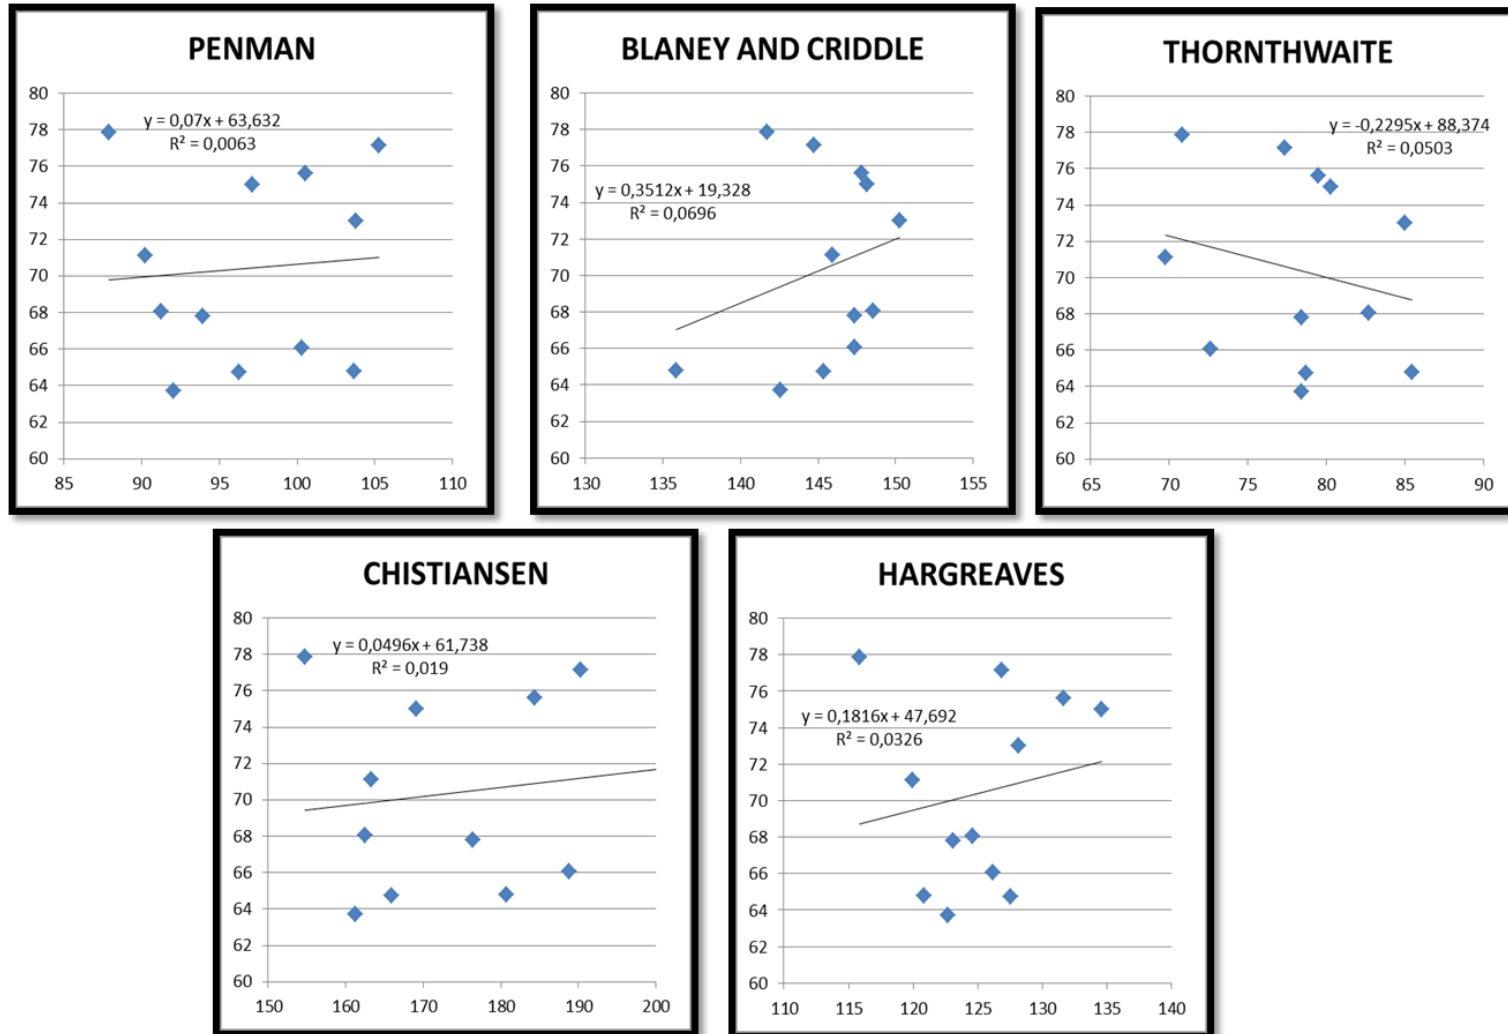 PENMAN
80
78
76
74
72
70
68
66
64
62
60
y = 0,07x + 63,632
R² = 0,0063
85 90 95 100 105 110
BLANEY AND CRIDDLE
80
78
76
74
72
70
68
66
64
62
60
y = 0,3512x + 19,328
R² = 0,0696
130 135 140 145 150 155
THORNTHWAITE
80
78
76
74
72
70
68
66
64
62
60
y = -0,2295x + 88,374
R² = 0,0503
65 70 75 80 85 90
CHISTIANSEN
80
78
76
74
72
70
68
66
64
62
60
y = 0,0496x + 61,738
R² = 0,019
150 160 170 180 190 200
HARGREAVES
80
78
76
74
72
70
68
66
64
62
60
y = 0,1816x + 47,692
R² = 0,0326
110 115 120 125 130 135 140